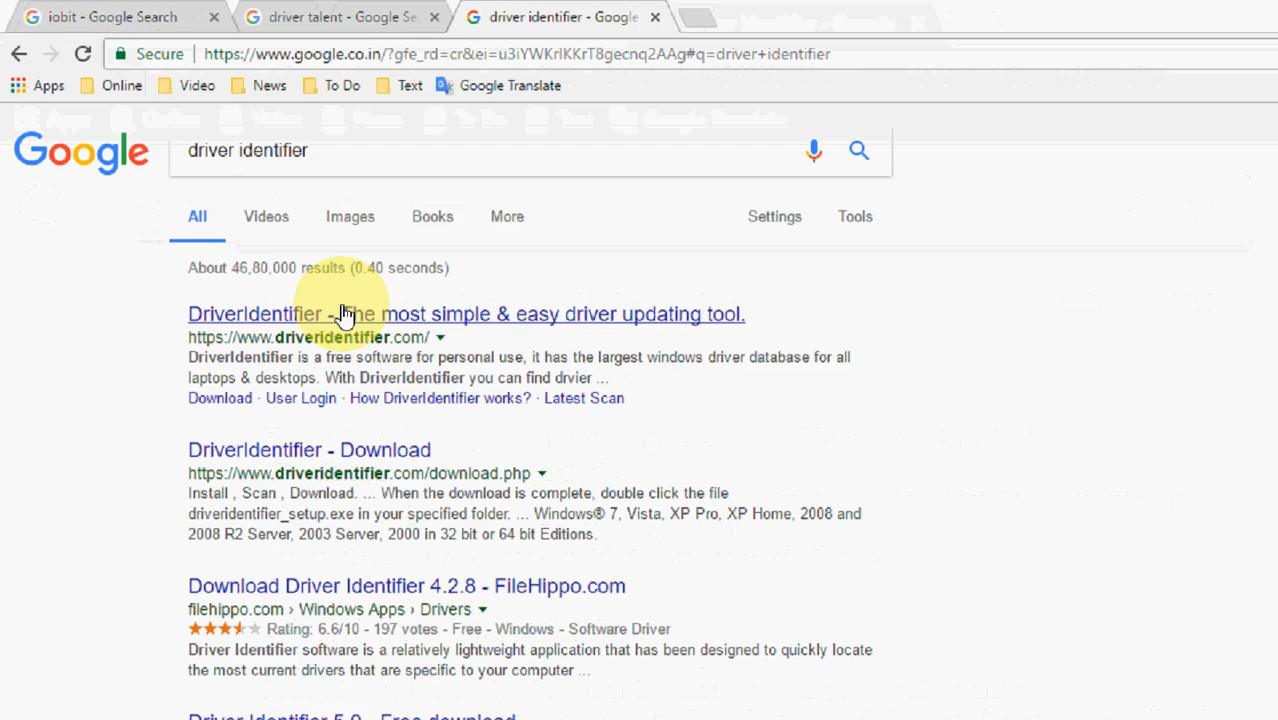 iobit - Google Search
driver talent - Google Se
driver identifier - Google
Secure https://www.google.co.in/?gfe_rd=cr&ei=u3iYWKrlKKrT8gecnq2AAg#q=driver+identifier
Apps Online Video News To Do Text Google Translate
Google driver identifier
All Videos Images Books More Settings Tools
About 46,80,000 results (0.40 seconds)
DriverIdentifier - The most simple & easy driver updating tool.
https://www.driveridentifier.com/
DriverIdentifier is a free software for personal use, it has the largest windows driver database for all
laptops & desktops. With DriverIdentifier you can find drvier ...
Download · User Login · How DriverIdentifier works? · Latest Scan
DriverIdentifier - Download
https://www.driveridentifier.com/download.php
Install , Scan , Download. ... When the download is complete, double click the file
driveridentifier_setup.exe in your specified folder. ... Windows® 7, Vista, XP Pro, XP Home, 2008 and
2008 R2 Server, 2003 Server, 2000 in 32 bit or 64 bit Editions.
Download Driver Identifier 4.2.8 - FileHippo.com
filehippo.com › Windows Apps › Drivers
Rating: 6.6/10 - 197 votes - Free - Windows - Software Driver
Driver Identifier software is a relatively lightweight application that has been designed to quickly locate
the most current drivers that are specific to your computer ...
Driver Identifier 5.0 - Free download